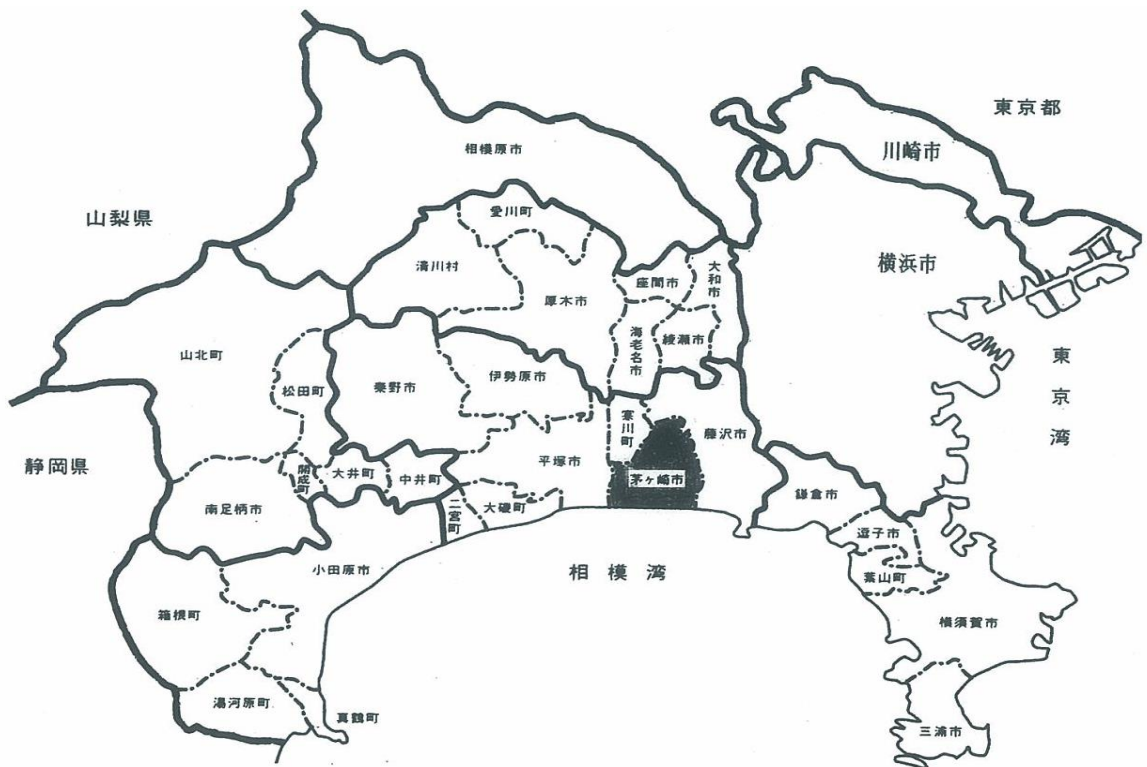 東京都
川崎市
相模原市
山梨県
愛川町
横浜市
清川村
座間市
大和市
厚木市
山北町
海老名市
綾瀬市
東京湾
松田町
秦野市
伊勢原市
寒川町
藤沢市
静岡県
開成町
大井町
中井町
平塚市
茅ヶ崎市
鎌倉市
南足柄市
二宮町
大磯町
逗子市
小田原市
相模湾
葉山町
箱根町
横須賀市
湯河原町
真鶴町
三浦市